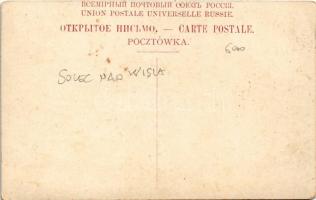 ВСЕМІРНЫЙ ПОЧТОВЫЙ СОЮЗЪ РОССІЯ.
UNION POSTALE UNIVERSELLE RUSSIE.
ОТКРЫТОЕ ПИСЬМО, — CARTE POSTALE.
POCZTÓWKA.
SOLEC NAD WISŁĄ